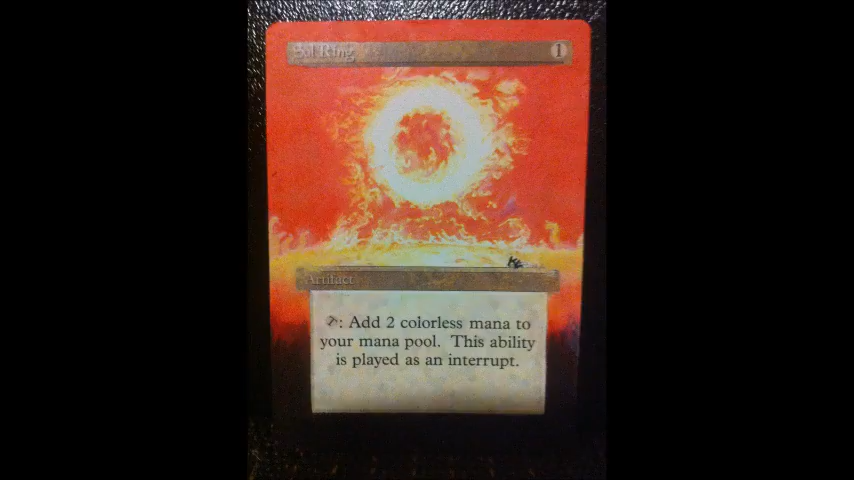 Sol Ring 1
Artifact
: Add 2 colorless mana to
your mana pool. This ability
is played as an interrupt.